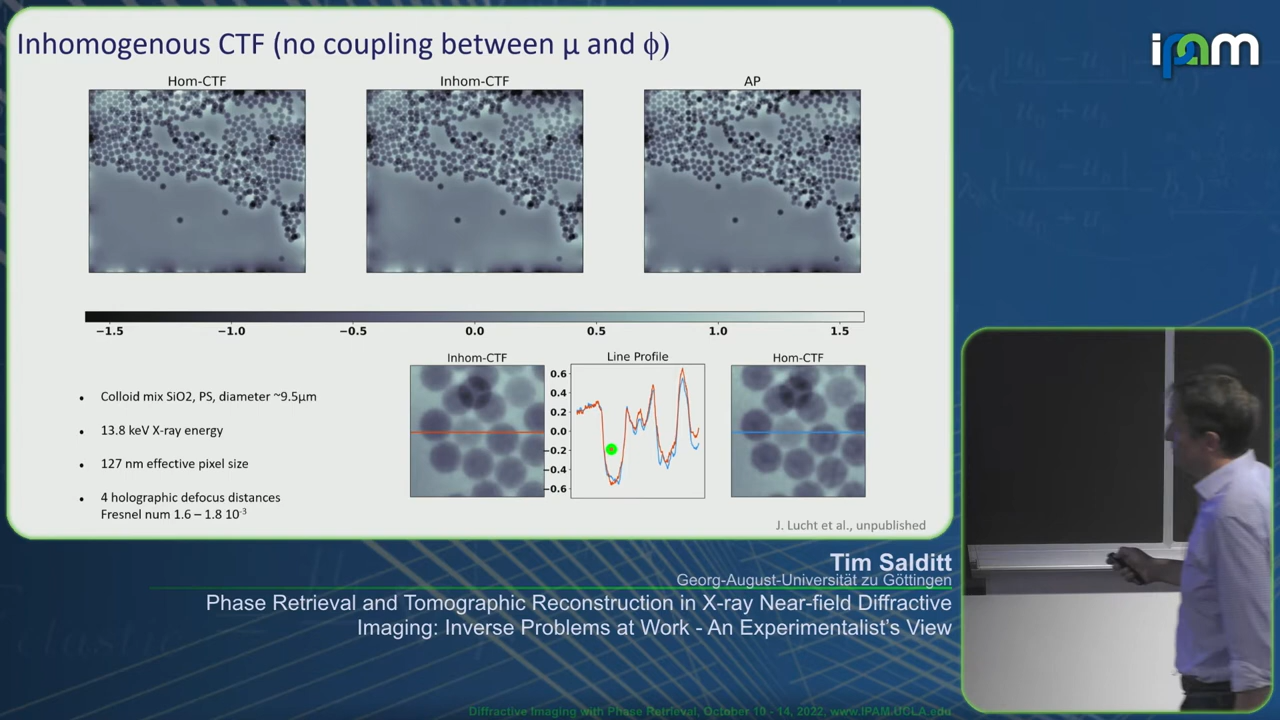 Inhomogenous CTF (no coupling between μ and ϕ)
ipam
Hom-CTF
Inhom-CTF
AP
−1.5 −1.0 −0.5 0.0 0.5 1.0 1.5
Inhom-CTF
Line Profile
Hom-CTF
0.6
0.4
0.2
0.0
−0.2
−0.4
−0.6
• Colloid mix SiO2, PS, diameter ~9.5μm
• 13.8 keV X-ray energy
• 127 nm effective pixel size
• 4 holographic defocus distances
Fresnel num 1.6 – 1.8 10⁻³
J. Lucht et al., unpublished
Tim Salditt
Georg-August-Universität zu Göttingen
Phase Retrieval and Tomographic Reconstruction in X-ray Near-field Diffractive
Imaging: Inverse Problems at Work - An Experimentalist's View
Diffractive Imaging with Phase Retrieval, October 10 - 14, 2022, www.IPAM.UCLA.edu